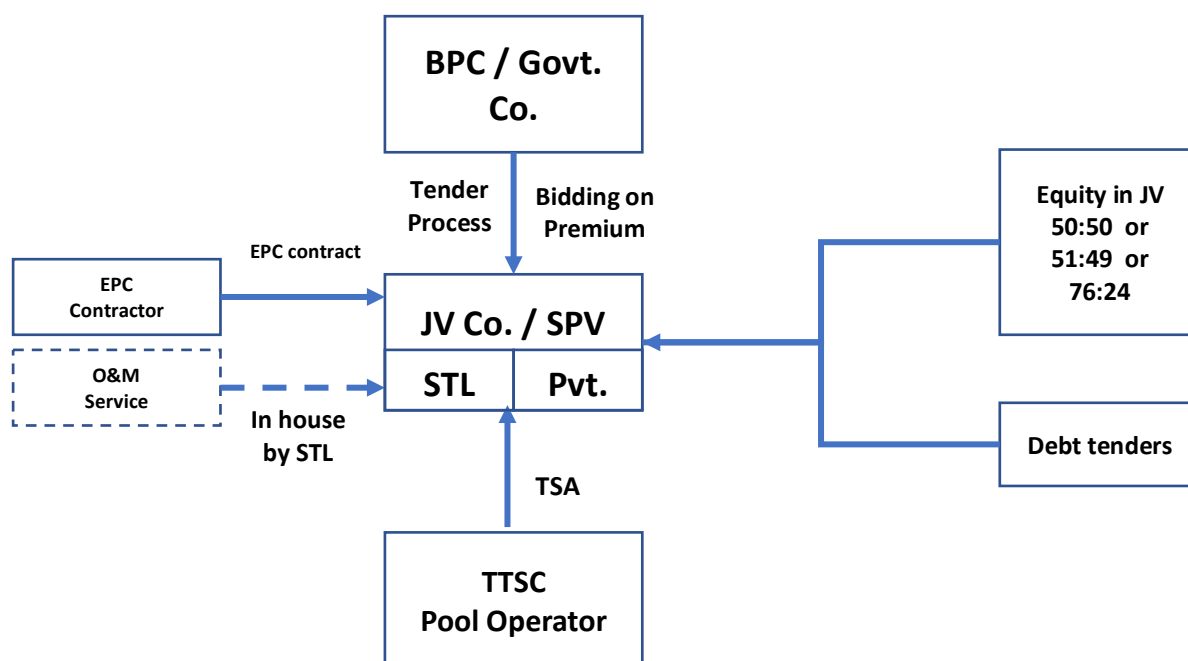 BPC / Govt.
Co.
Tender
Process
Bidding on
Premium
Equity in JV
50:50 or
51:49 or
76:24
EPC contract
EPC
Contractor
JV Co. / SPV
O&M
Service
STL
Pvt.
In house
by STL
Debt tenders
TSA
TTSC
Pool Operator